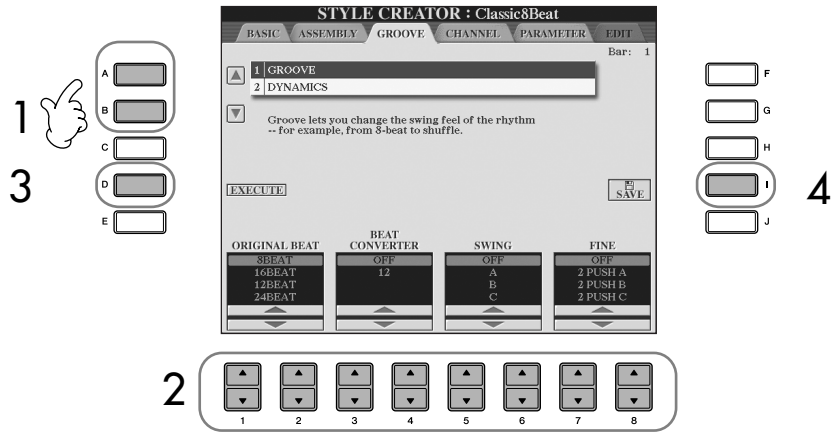 STYLE CREATOR : Classic8Beat
BASIC ASSEMBLY GROOVE CHANNEL PARAMETER EDIT
Bar: 1
1 GROOVE
2 DYNAMICS
Groove lets you change the swing feel of the rhythm
-- for example, from 8-beat to shuffle.
EXECUTE
SAVE
ORIGINAL BEAT
8BEAT
16BEAT
12BEAT
24BEAT
BEAT
CONVERTER
OFF
12
SWING
OFF
A
B
C
FINE
OFF
2 PUSH A
2 PUSH B
2 PUSH C
A
B
C
D
E
F
G
H
I
J
1
3
4
2
1 2 3 4 5 6 7 8